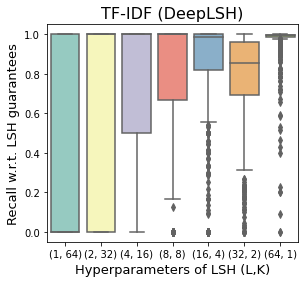 TF-IDF (DeepLSH)
Recall w.r.t. LSH guarantees
1.0
0.8
0.6
0.4
0.2
0.0
(1, 64) (2, 32) (4, 16) (8, 8) (16, 4) (32, 2) (64, 1)
Hyperparameters of LSH (L,K)